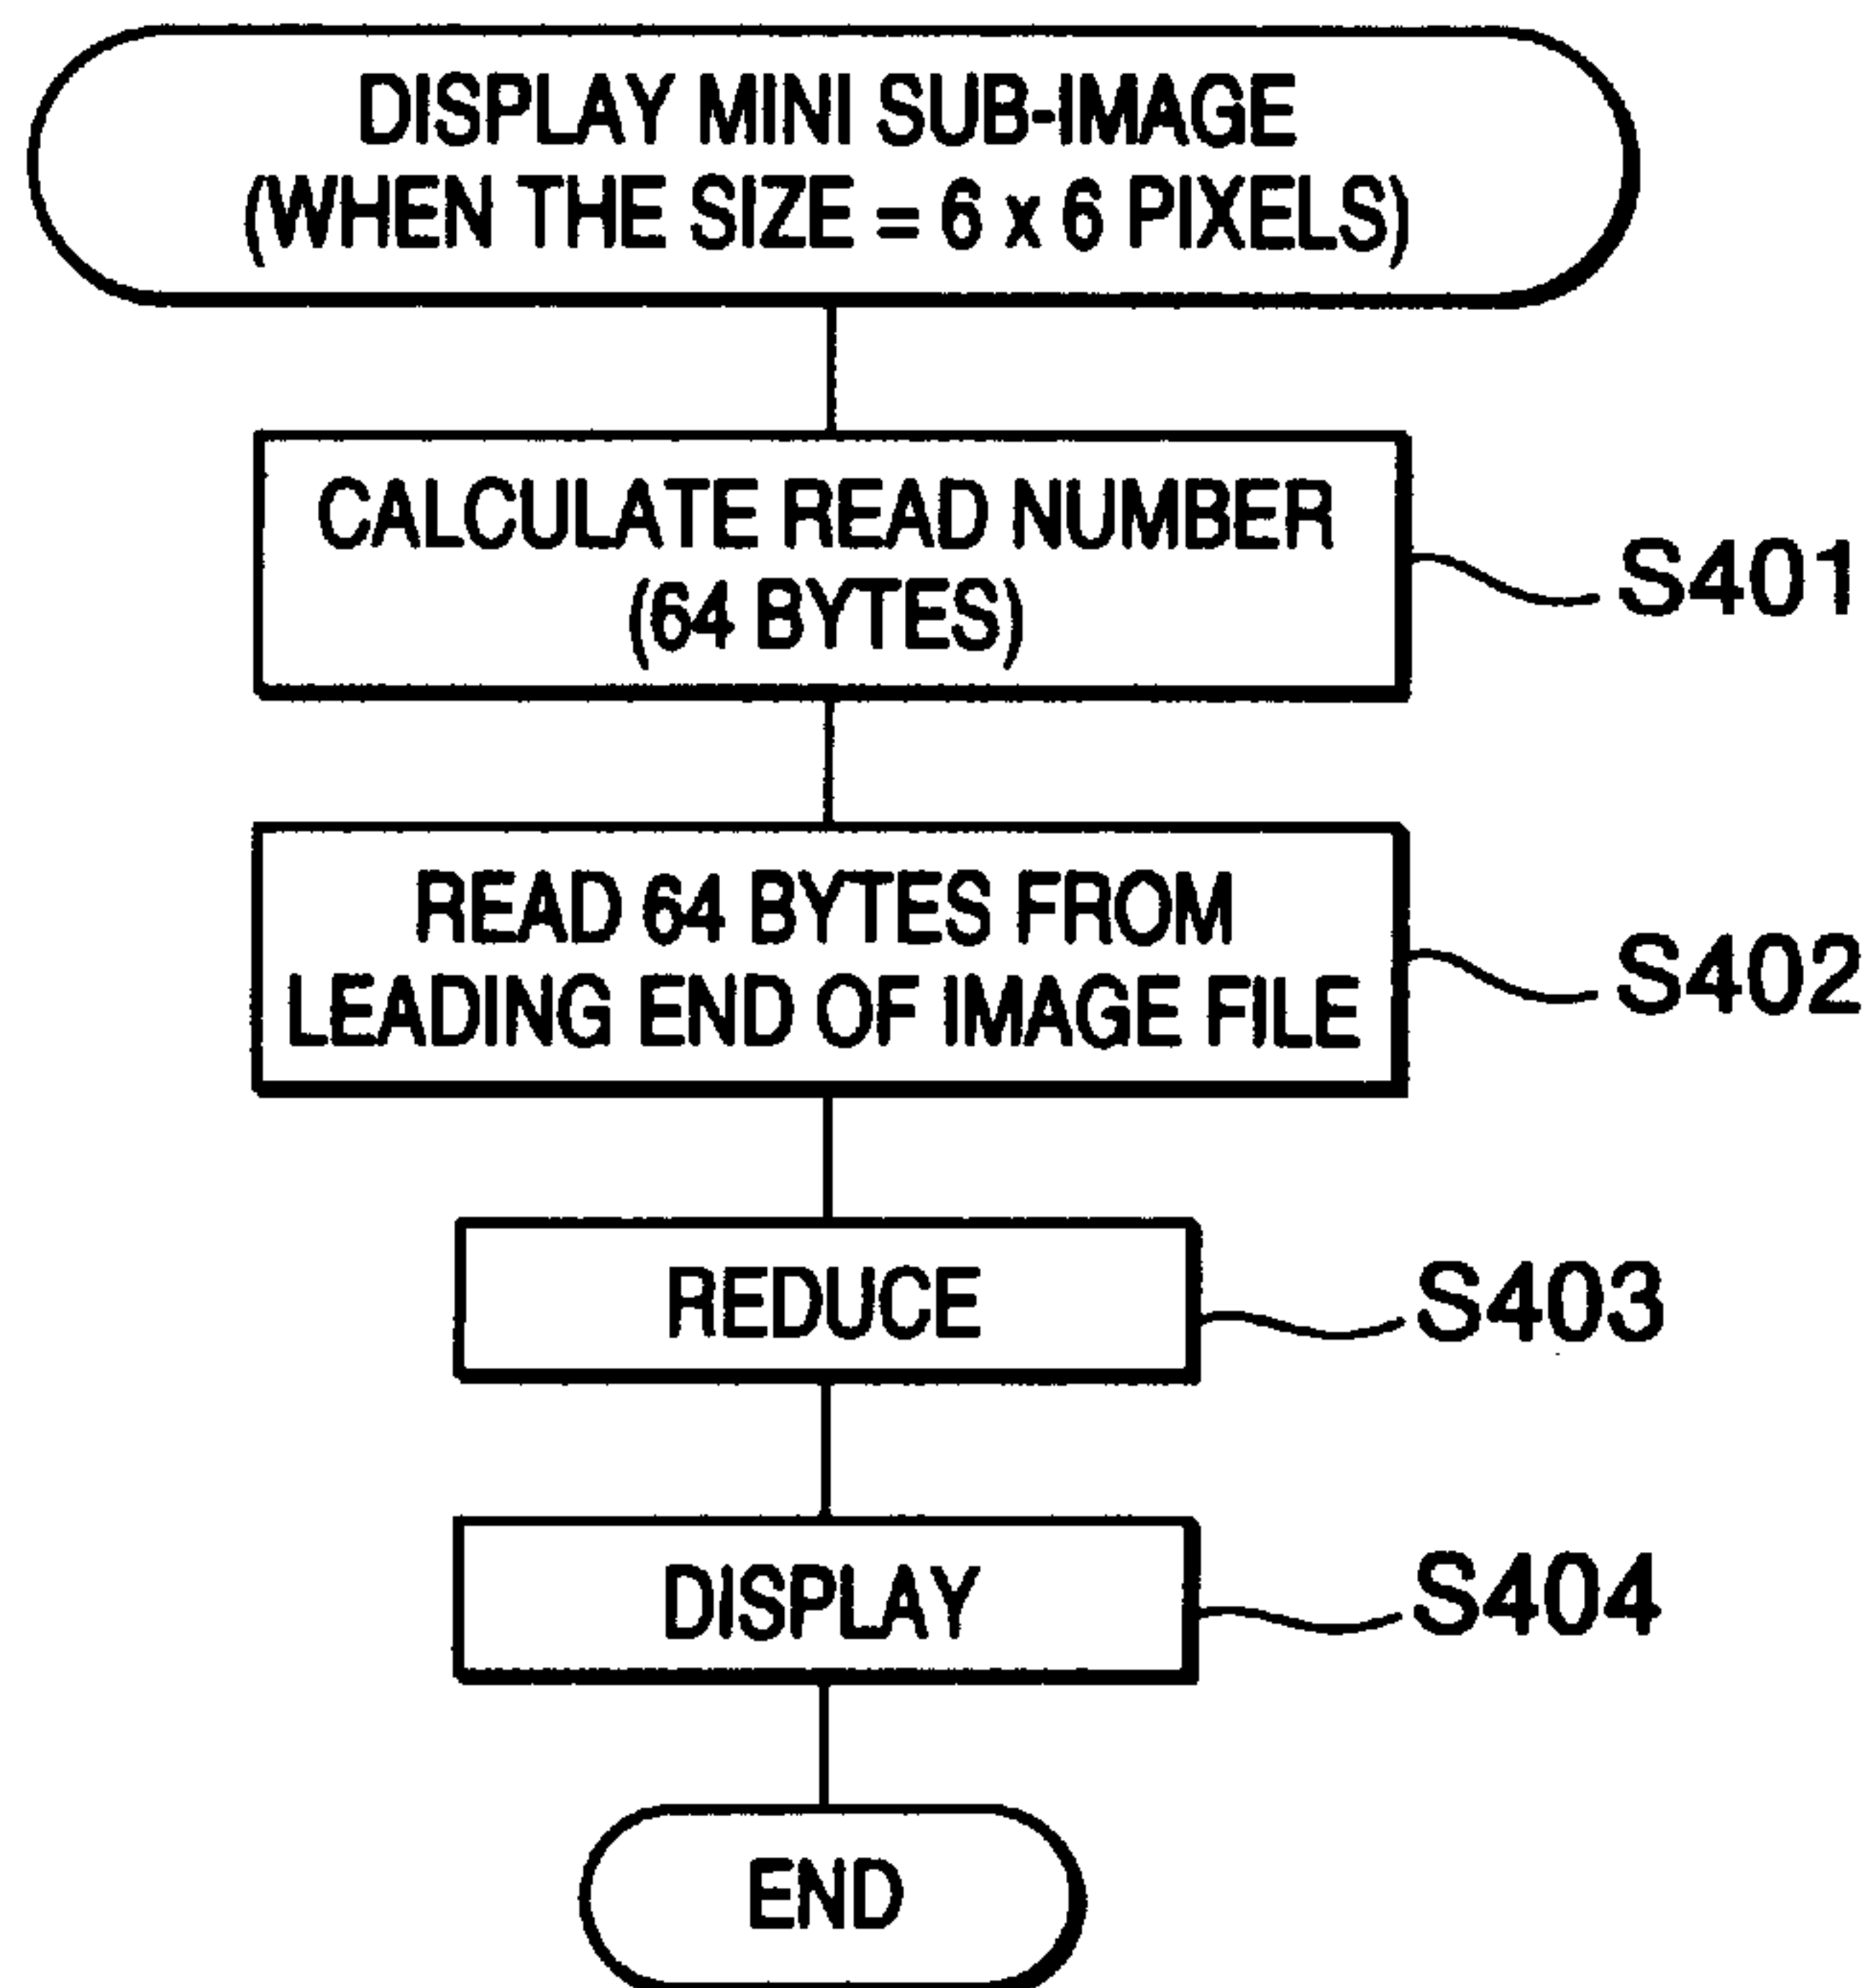 DISPLAY MINI SUB-IMAGE
(WHEN THE SIZE = 6 x 6 PIXELS)
CALCULATE READ NUMBER
(64 BYTES)
S401
READ 64 BYTES FROM
LEADING END OF IMAGE FILE
S402
REDUCE
S403
DISPLAY
S404
END